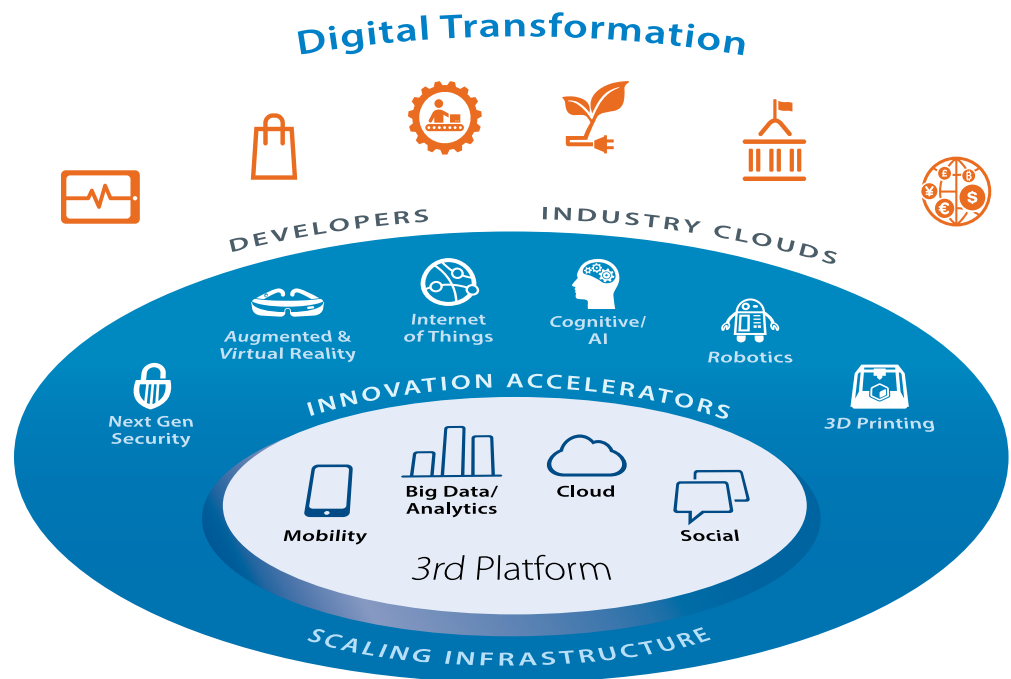 Digital Transformation
DEVELOPERS
INDUSTRY CLOUDS
Augmented &
Virtual Reality
Internet
of Things
Cognitive/
AI
Robotics
Next Gen
Security
3D Printing
INNOVATION ACCELERATORS
Mobility
Big Data/
Analytics
Cloud
Social
3rd Platform
SCALING INFRASTRUCTURE